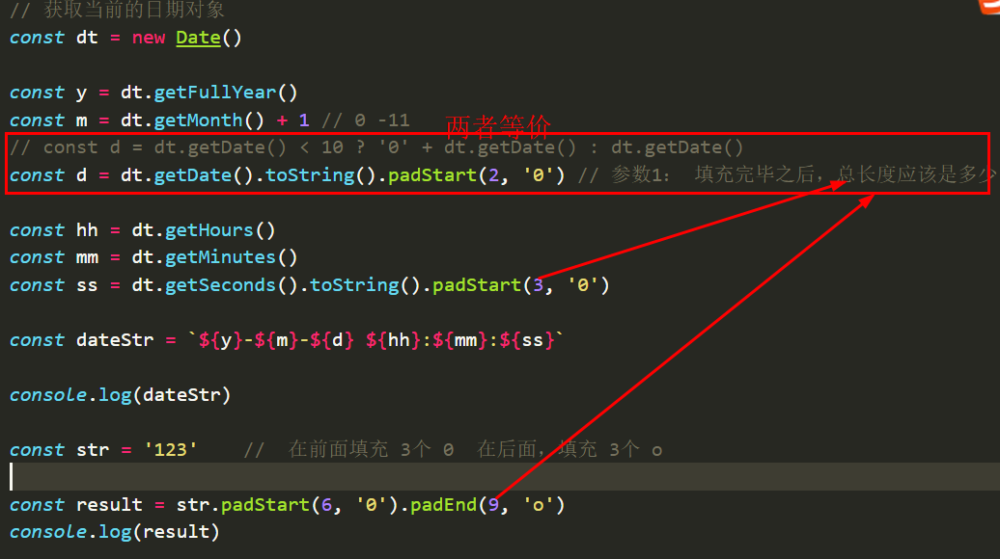 // 获取当前的日期对象
const dt = new Date()
const y = dt.getFullYear()
const m = dt.getMonth() + 1 // 0 -11
两者等价
// const d = dt.getDate() < 10 ? '0' + dt.getDate() : dt.getDate()
const d = dt.getDate().toString().padStart(2, '0') // 参数1： 填充完毕之后，总长度应该是多少
const hh = dt.getHours()
const mm = dt.getMinutes()
const ss = dt.getSeconds().toString().padStart(3, '0')
const dateStr = `${y}-${m}-${d} ${hh}:${mm}:${ss}`
console.log(dateStr)
const str = '123' // 在前面填充 3个 0 在后面，填充 3个 o
const result = str.padStart(6, '0').padEnd(9, 'o')
console.log(result)